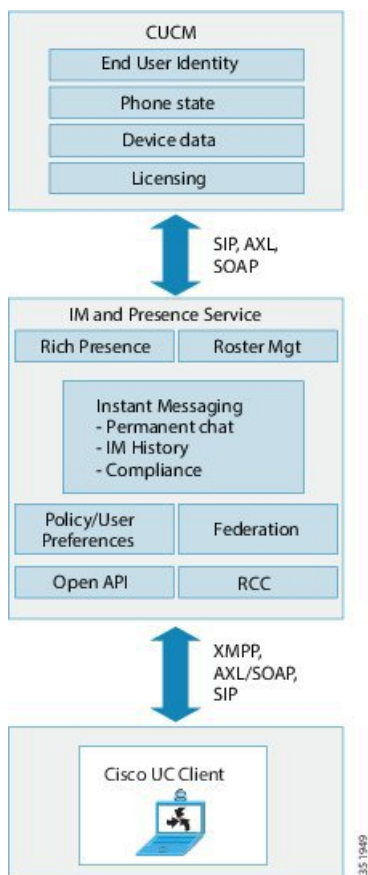 CUCM
End User Identity
Phone state
Device data
Licensing
SIP, AXL,
SOAP
IM and Presence Service
Rich Presence
Roster Mgt
Instant Messaging
- Permanent chat
- IM History
- Compliance
Policy/User
Preferences
Federation
Open API
RCC
XMPP,
AXL/SOAP,
SIP
Cisco UC Client
351949